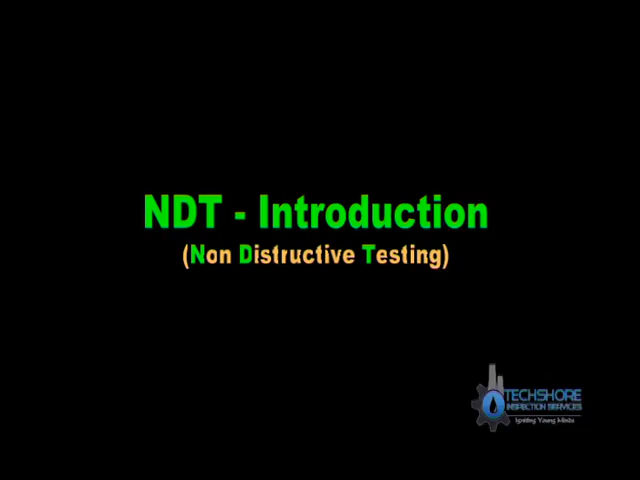 NDT - Introduction
(Non Distructive Testing)
TECHSHORE
INSPECTION SERVICES
Igniting Young Minds